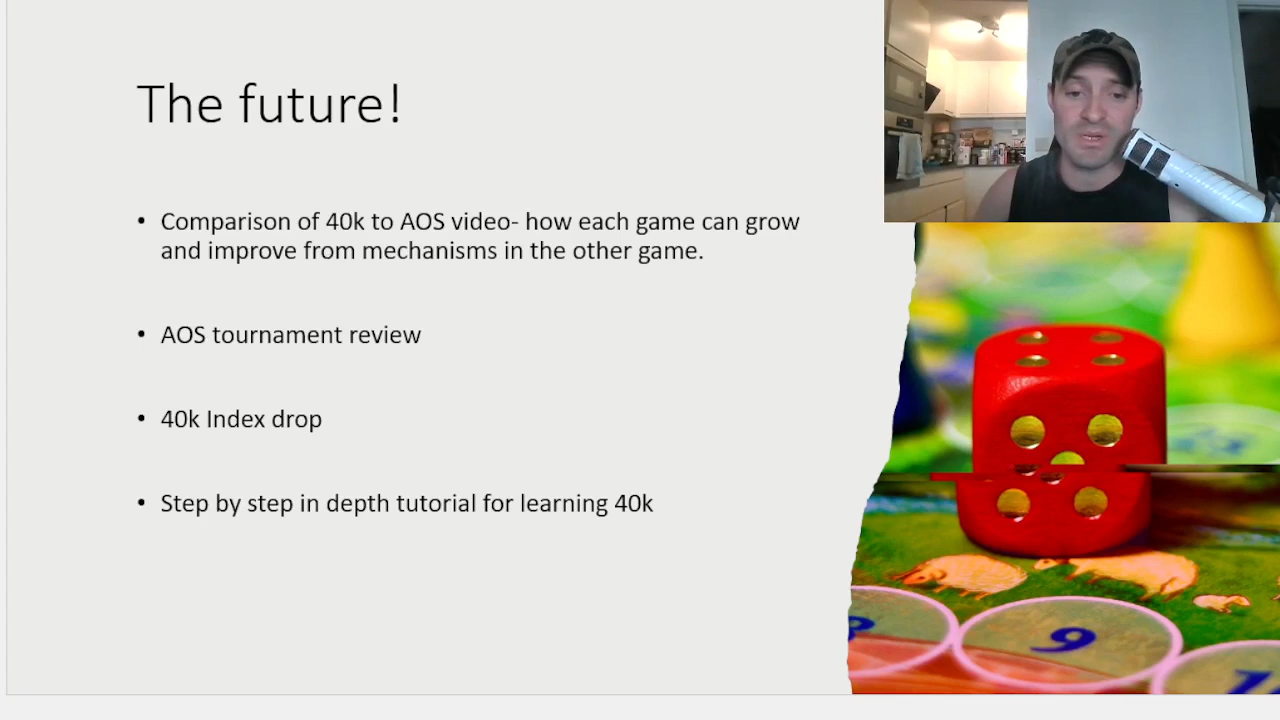 The future!
• Comparison of 40k to AOS video- how each game can grow
and improve from mechanisms in the other game.
• AOS tournament review
• 40k Index drop
• Step by step in depth tutorial for learning 40k
9